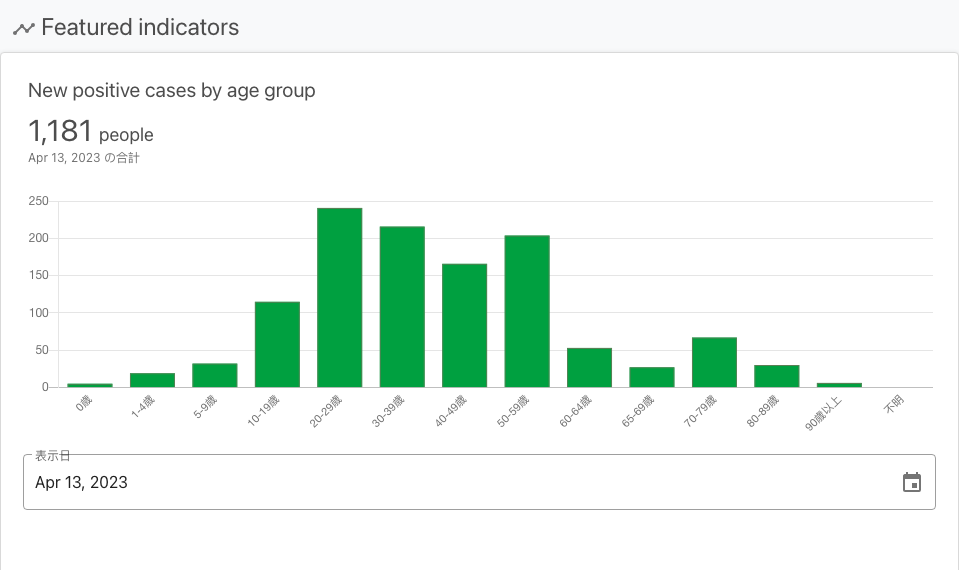 Featured indicators
New positive cases by age group
1,181 people
Apr 13, 2023 の合計
250
200
150
100
50
0
0歳
1-4歳
5-9歳
10-19歳
20-29歳
30-39歳
40-49歳
50-59歳
60-64歳
65-69歳
70-79歳
80-89歳
90歳以上
不明
表示日
Apr 13, 2023